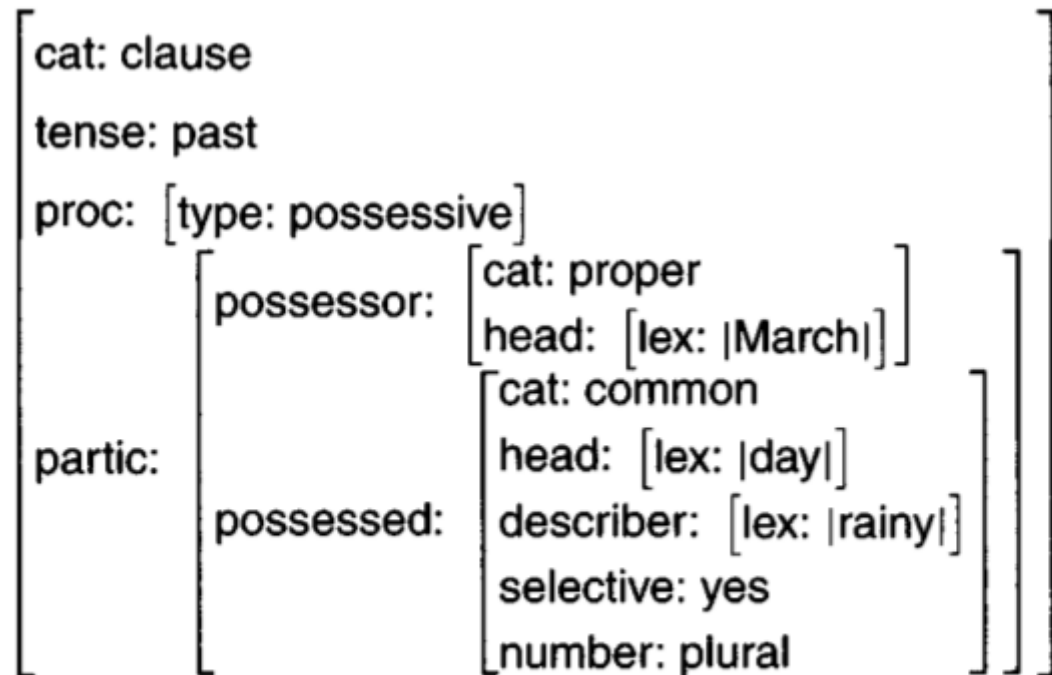 cat: clause
tense: past
proc: [type: possessive]
possessor: [cat: proper
head: [lex: |March|]]
partic:
possessed: [cat: common
head: [lex: |day|]
describer: [lex: |rainy|]
selective: yes
number: plural]